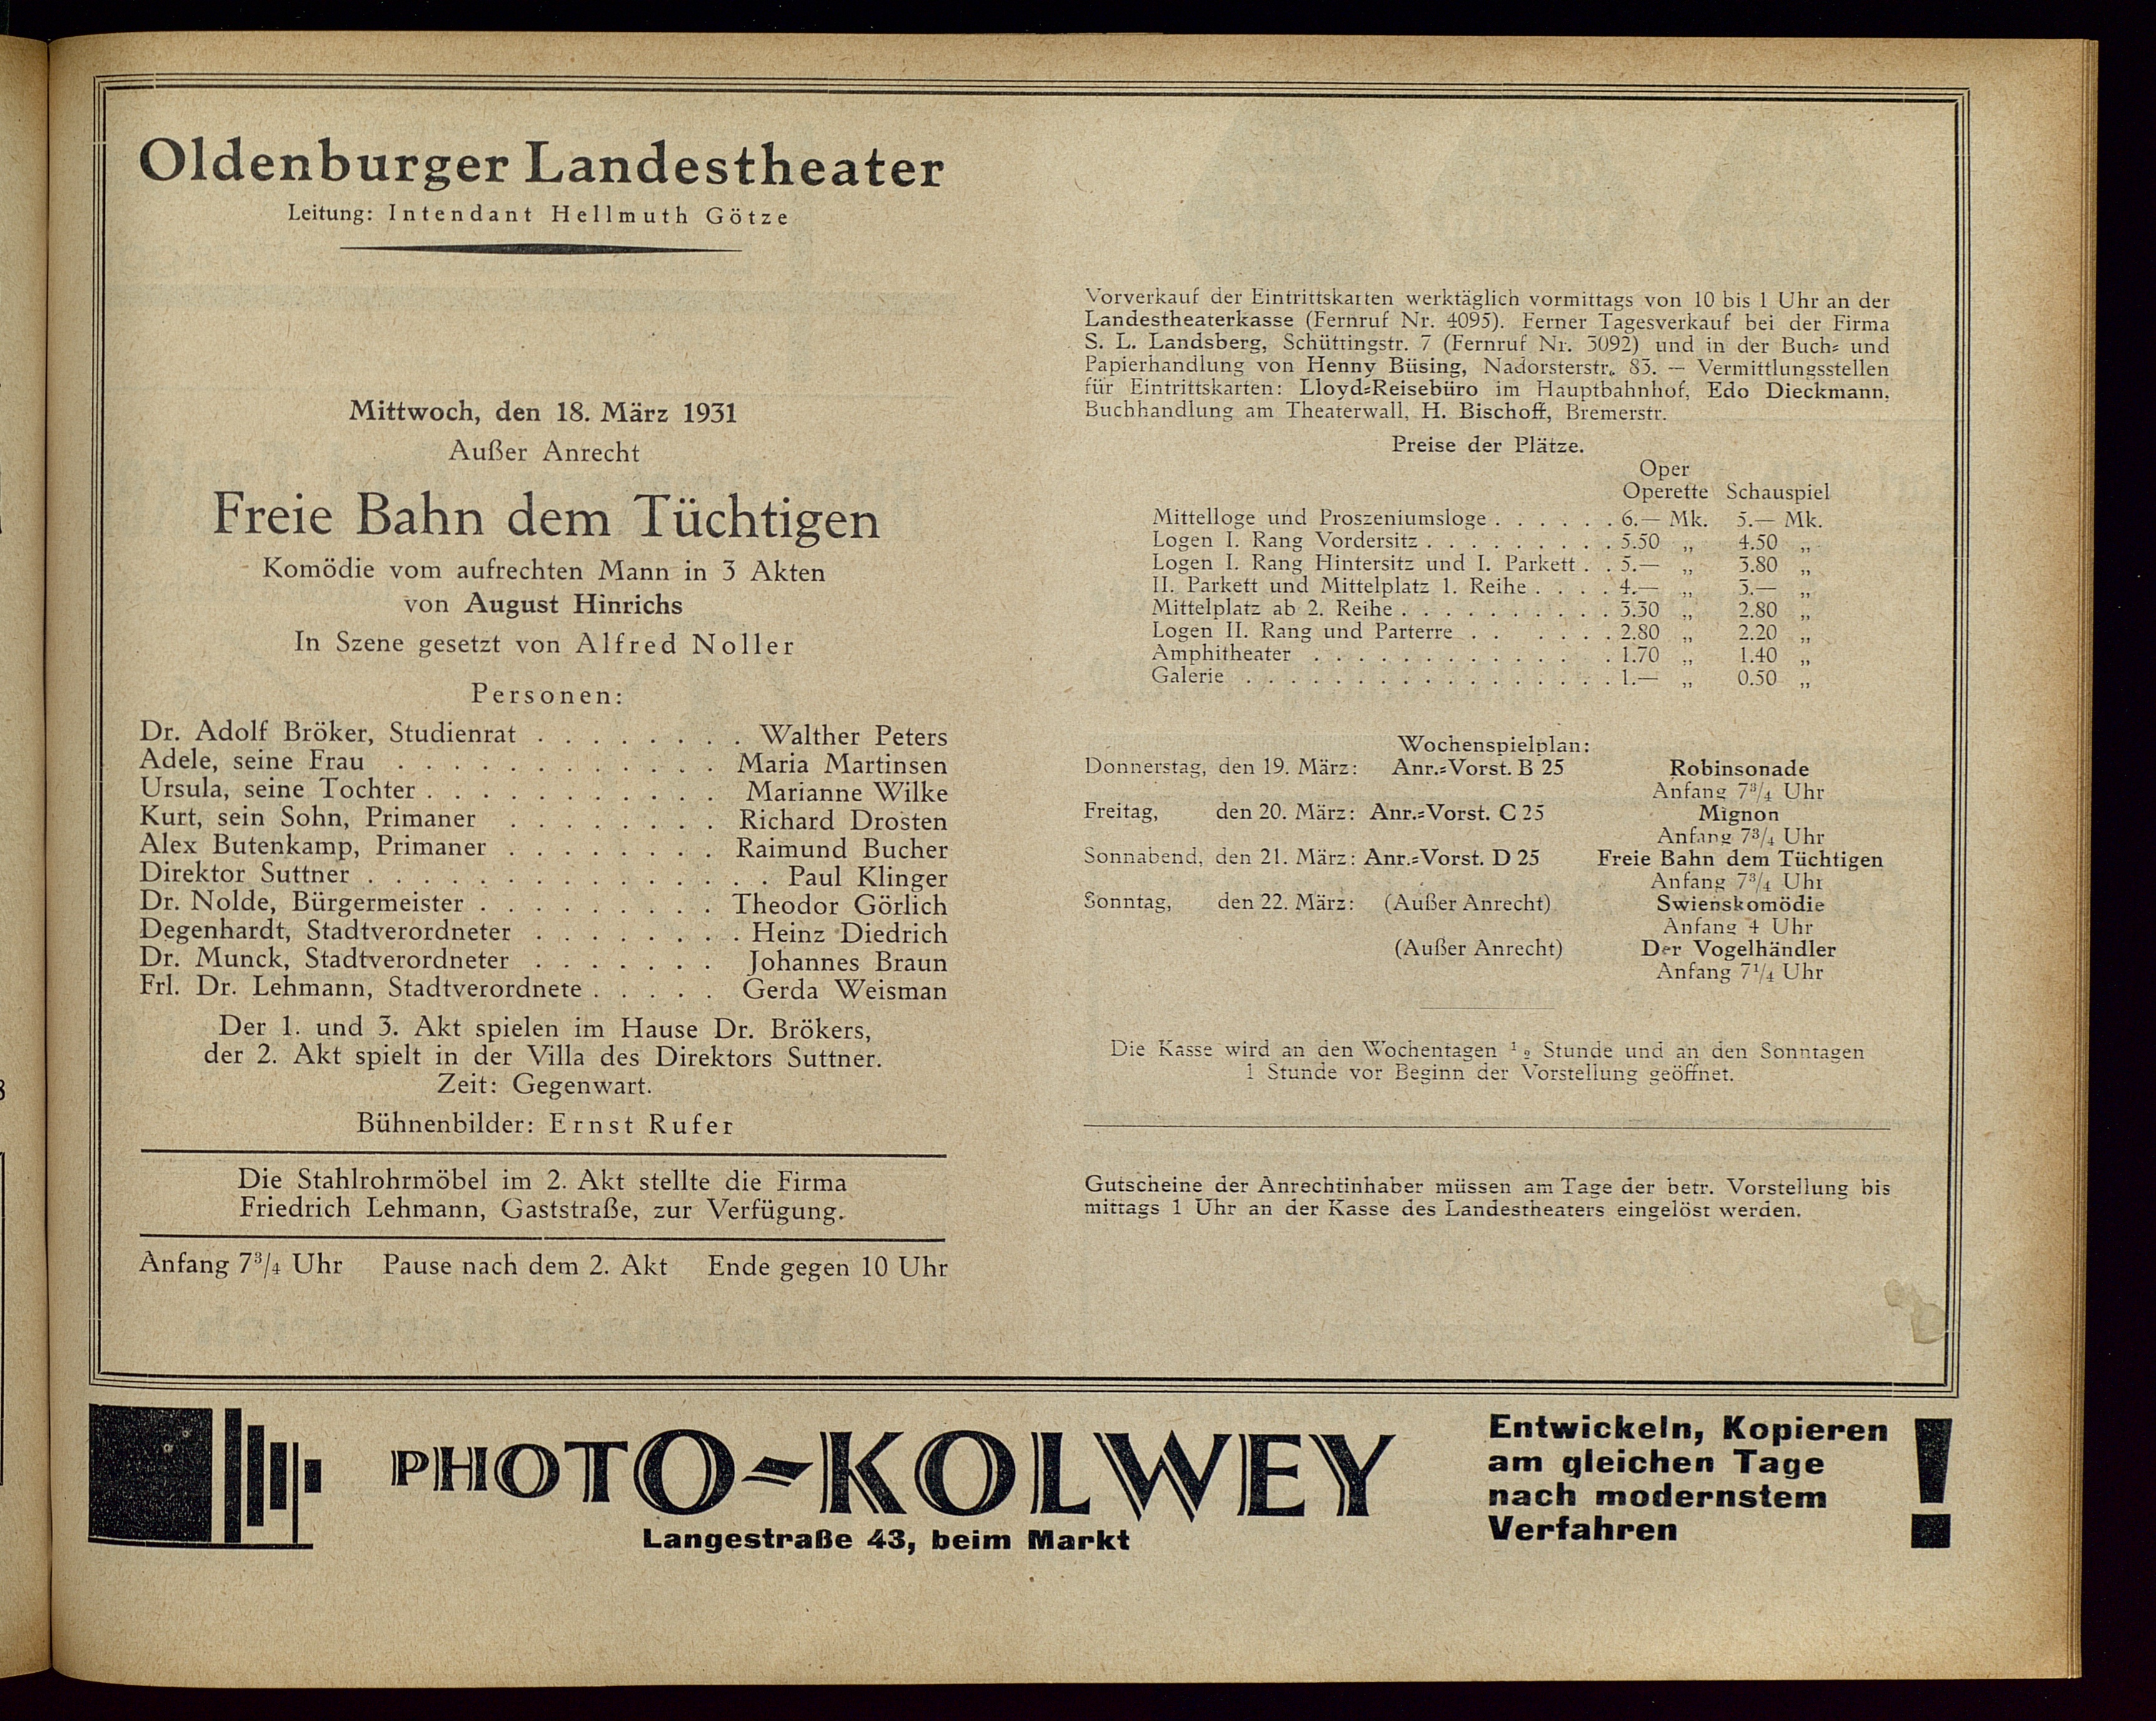 Oldenburger Landestheater
Leitung: Intendant Hellmuth Götze
Mittwoch, den 18. März 1931
Außer Anrecht
Freie Bahn dem Tüchtigen
Komödie vom aufrechten Mann in 3 Akten
von August Hinrichs
In Szene gesetzt von Alfred Noller
Personen:
Dr. Adolf Bröker, Studienrat . . . . . . . . Walther Peters
Adele, seine Frau . . . . . . . . . . . . Maria Martinsen
Ursula, seine Tochter . . . . . . . . . . . Marianne Wilke
Kurt, sein Sohn, Primaner . . . . . . . . Richard Drosten
Alex Butenkamp, Primaner . . . . . . . . Raimund Bucher
Direktor Suttner . . . . . . . . . . . . . . . Paul Klinger
Dr. Nolde, Bürgermeister . . . . . . . . . Theodor Görlich
Degenhardt, Stadtverordneter . . . . . . . . Heinz Diedrich
Dr. Munck, Stadtverordneter . . . . . . . Johannes Braun
Frl. Dr. Lehmann, Stadtverordnete . . . . . Gerda Weisman
Der 1. und 3. Akt spielen im Hause Dr. Brökers,
der 2. Akt spielt in der Villa des Direktors Suttner.
Zeit: Gegenwart.
Bühnenbilder: Ernst Rufer
Die Stahlrohrmöbel im 2. Akt stellte die Firma
Friedrich Lehmann, Gaststraße, zur Verfügung.
Anfang 7¾ Uhr Pause nach dem 2. Akt Ende gegen 10 Uhr
Vorverkauf der Eintrittskarten werktäglich vormittags von 10 bis 1 Uhr an der
Landestheaterkasse (Fernruf Nr. 4095). Ferner Tagesverkauf bei der Firma
S. L. Landsberg, Schüttingstr. 7 (Fernruf Nr. 3092) und in der Buch- und
Papierhandlung von Henny Büsing, Nadorsterstr. 83. — Vermittlungsstellen
für Eintrittskarten: Lloyd-Reisebüro im Hauptbahnhof, Edo Dieckmann,
Buchhandlung am Theaterwall, H. Bischoff, Bremerstr.
Preise der Plätze.
Oper
Operette Schauspiel
Mittelloge und Proszeniumsloge . . . . . . 6.— Mk. 5.— Mk.
Logen I. Rang Vordersitz . . . . . . . . . 5.50 „ 4.50 „
Logen I. Rang Hintersitz und I. Parkett . . 5.— „ 3.80 „
II. Parkett und Mittelplatz 1. Reihe . . . . 4.— „ 3.— „
Mittelplatz ab 2. Reihe . . . . . . . . . . 3.30 „ 2.80 „
Logen II. Rang und Parterre . . . . . . 2.80 „ 2.20 „
Amphitheater . . . . . . . . . . . . 1.70 „ 1.40 „
Galerie . . . . . . . . . . . . . . . . 1.— „ 0.50 „
Wochenspielplan:
Donnerstag, den 19. März: Anr.-Vorst. B 25 Robinsonade
Anfang 7¾ Uhr
Freitag, den 20. März: Anr.-Vorst. C 25 Mignon
Anfang 7¾ Uhr
Sonnabend, den 21. März: Anr.-Vorst. D 25 Freie Bahn dem Tüchtigen
Anfang 7¾ Uhr
Sonntag, den 22. März: (Außer Anrecht) Swienskomödie
Anfang 4 Uhr
(Außer Anrecht) Der Vogelhändler
Anfang 7¼ Uhr
Die Kasse wird an den Wochentagen ½ Stunde und an den Sonntagen
1 Stunde vor Beginn der Vorstellung geöffnet.
Gutscheine der Anrechtinhaber müssen am Tage der betr. Vorstellung bis
mittags 1 Uhr an der Kasse des Landestheaters eingelöst werden.
PHOTO-KOLWEY
Langestraße 43, beim Markt
Entwickeln, Kopieren
am gleichen Tage
nach modernstem
Verfahren !